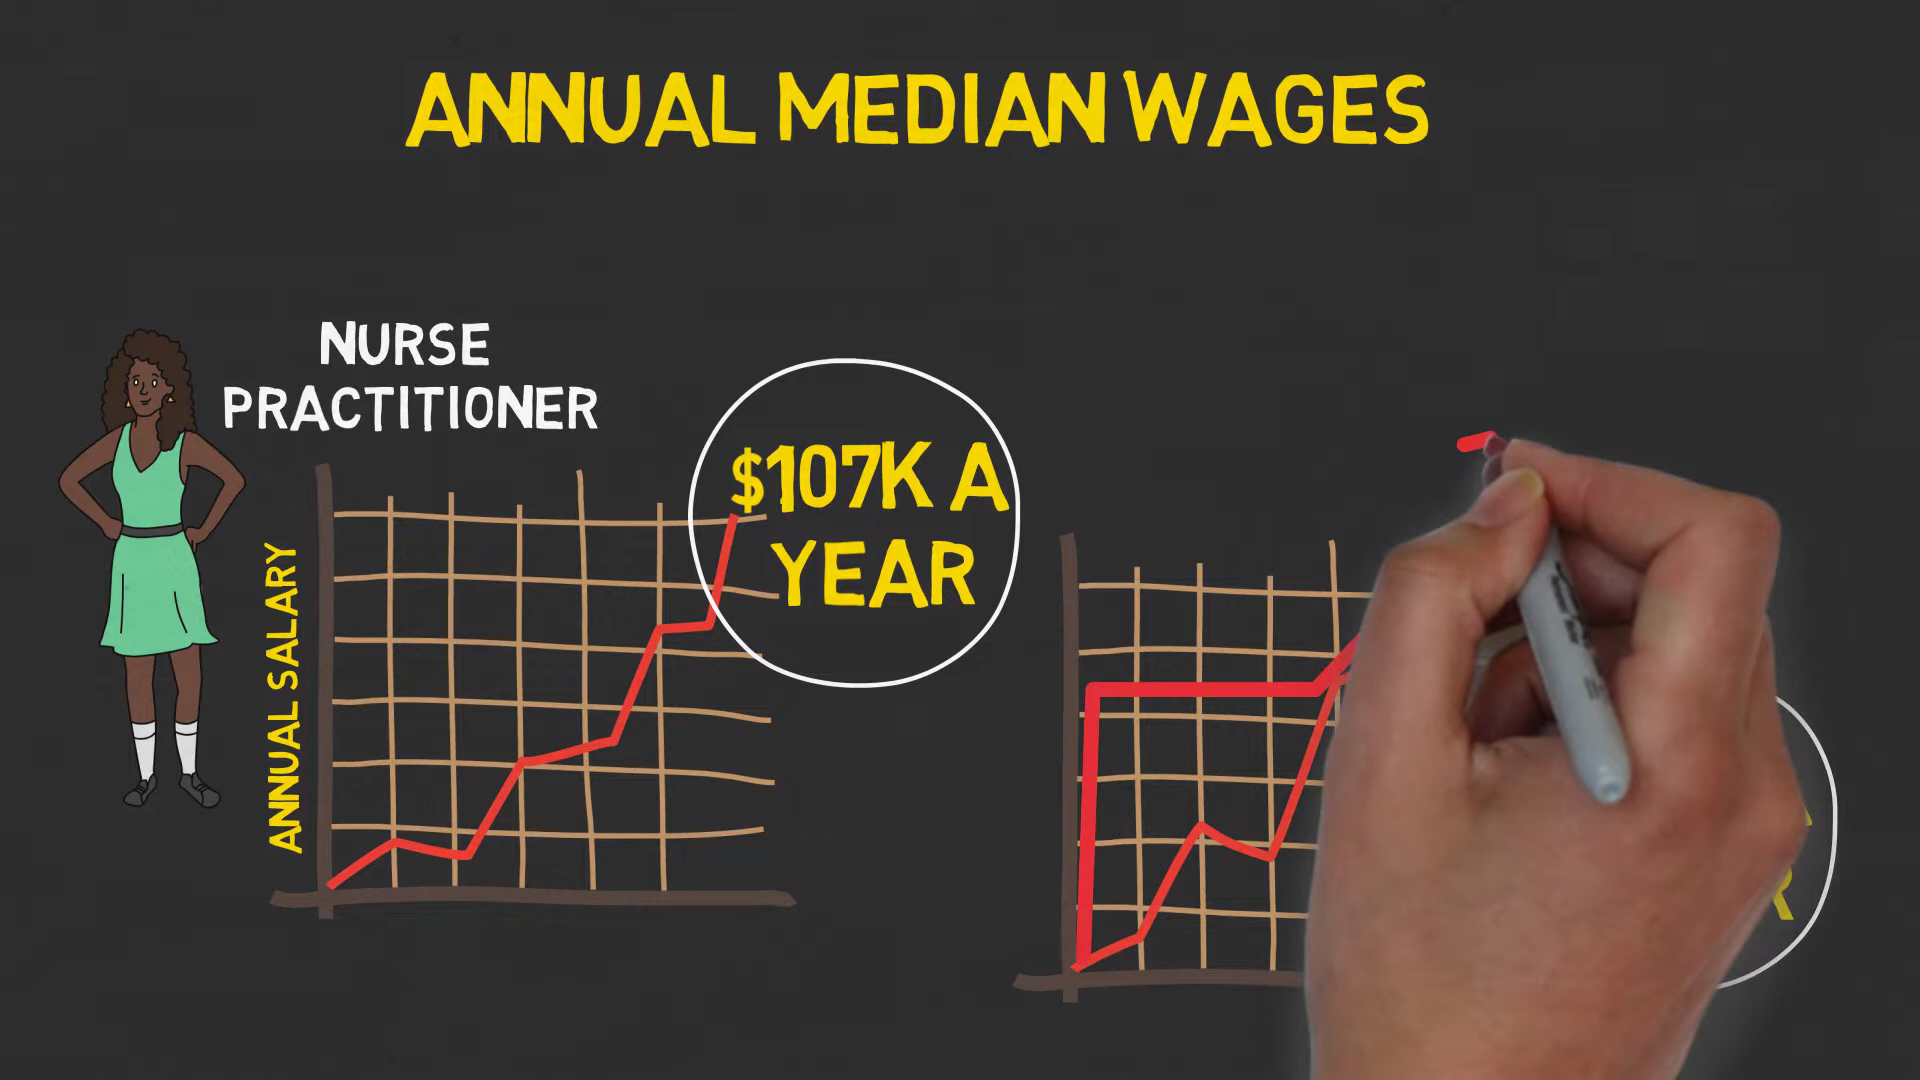 ANNUAL MEDIAN WAGES
NURSE
PRACTITIONER
$107K A
YEAR
ANNUAL SALARY